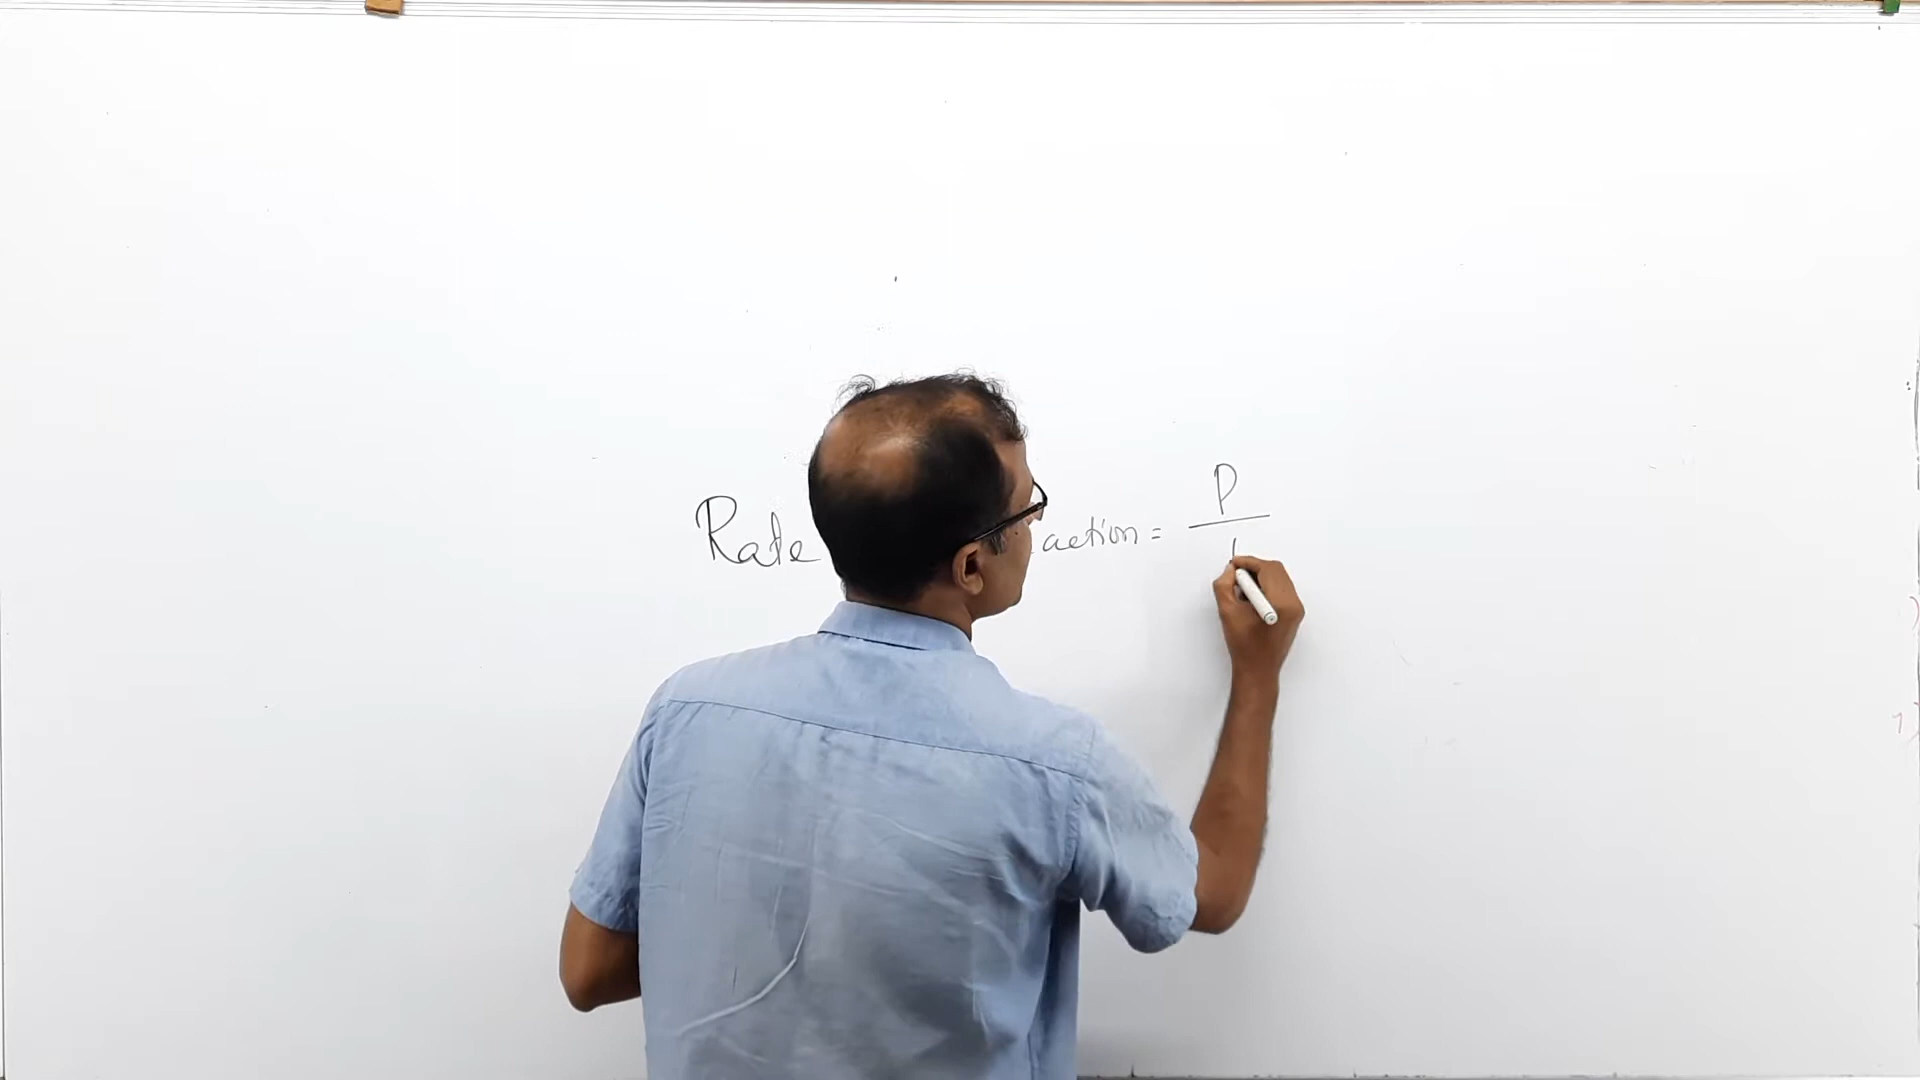 Rate action = P